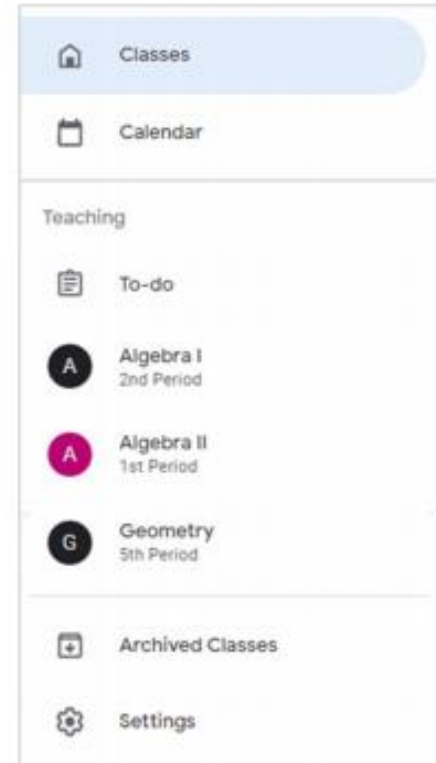 Classes
Calendar
Teaching
To-do
A
Algebra I
2nd Period
A
Algebra II
1st Period
G
Geometry
5th Period
Archived Classes
Settings